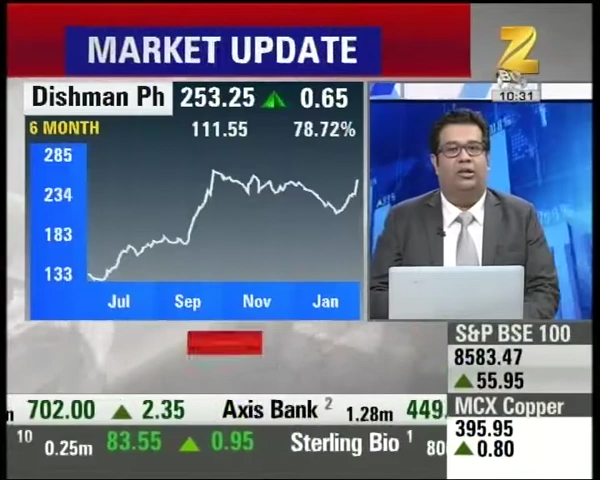 MARKET UPDATE
Z
10:31
Dishman Ph 253.25 ▲ 0.65
6 MONTH 111.55 78.72%
285
234
183
133
Jul Sep Nov Jan
S&P BSE 100
8583.47
▲ 55.95
702.00 ▲ 2.35 Axis Bank 2 1.28m 449
MCX Copper
395.95
▲ 0.80
10 0.25m 83.55 ▲ 0.95 Sterling Bio 1 80